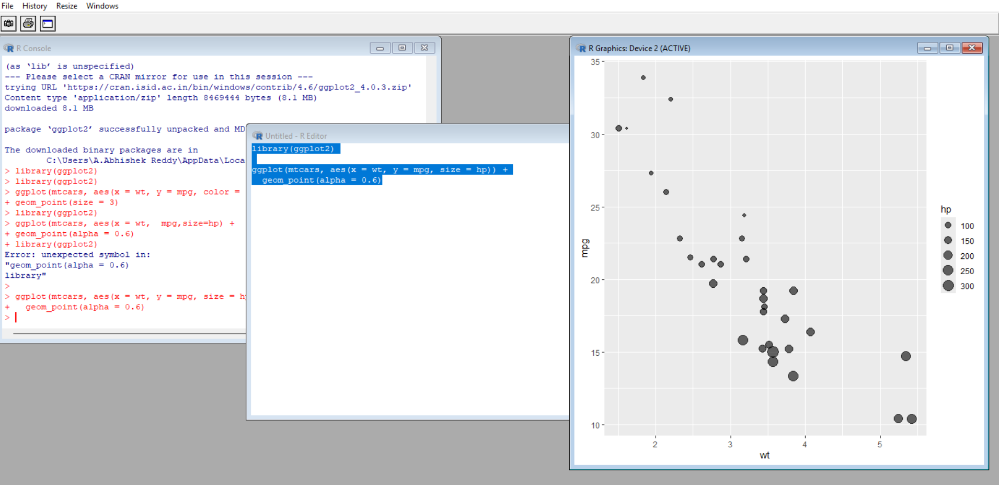 File History Resize Windows
R Console
(as ‘lib’ is unspecified)
--- Please select a CRAN mirror for use in this session ---
trying URL 'https://cran.isid.ac.in/bin/windows/contrib/4.6/ggplot2_4.0.3.zip'
Content type 'application/zip' length 8469444 bytes (8.1 MB)
downloaded 8.1 MB
package ‘ggplot2’ successfully unpacked and MD
The downloaded binary packages are in
C:\Users\A.Abhishek Reddy\AppData\Loca
> library(ggplot2)
> library(ggplot2)
> ggplot(mtcars, aes(x = wt, y = mpg, color =
+ geom_point(size = 3)
> library(ggplot2)
> ggplot(mtcars, aes(x = wt,  mpg,size=hp) +
+ geom_point(alpha = 0.6)
+ library(ggplot2)
Error: unexpected symbol in:
"geom_point(alpha = 0.6)
library"
>
> ggplot(mtcars, aes(x = wt, y = mpg, size = h
+   geom_point(alpha = 0.6)
>
Untitled - R Editor
library(ggplot2)
ggplot(mtcars, aes(x = wt, y = mpg, size = hp)) +
  geom_point(alpha = 0.6)
R Graphics: Device 2 (ACTIVE)
35
30
25
20
15
10
mpg
2 3 4 5
wt
hp
100
150
200
250
300